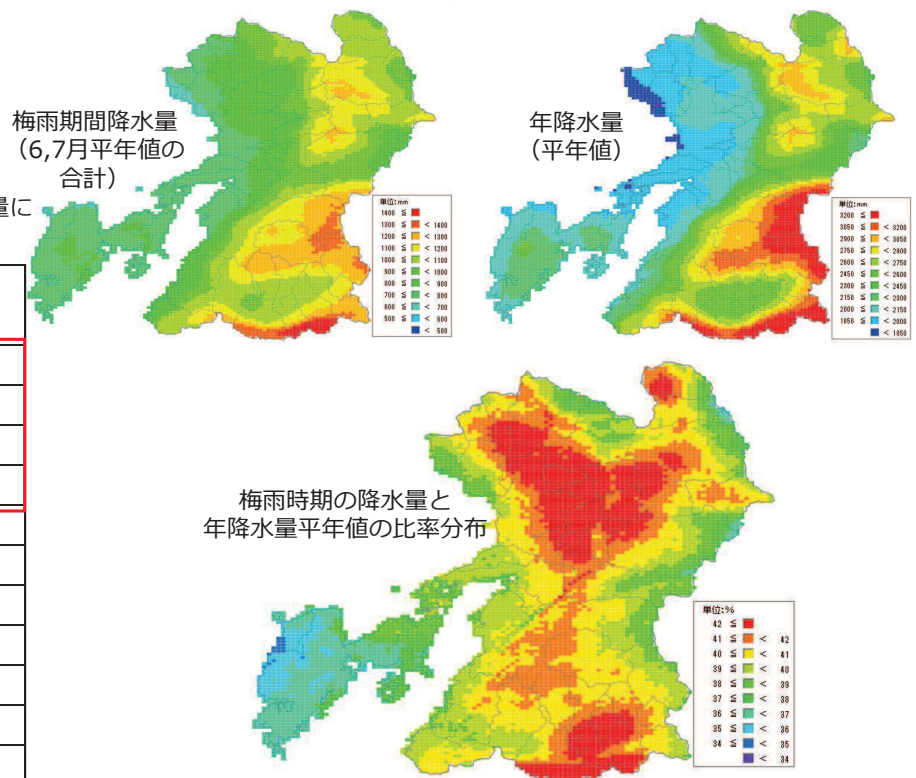 梅雨期間降水量
（6,7月平年値の
合計）
量に
単位:mm
1400 ≦
1300 ≦ < 1400
1200 ≦ < 1300
1100 ≦ < 1200
1000 ≦ < 1100
900 ≦ < 1000
800 ≦ < 900
700 ≦ < 800
600 ≦ < 700
500 ≦ < 600
< 500
年降水量
（平年値）
単位:mm
3200 ≦
3050 ≦ < 3200
2900 ≦ < 3050
2750 ≦ < 2900
2600 ≦ < 2750
2450 ≦ < 2600
2300 ≦ < 2450
2150 ≦ < 2300
2000 ≦ < 2150
1850 ≦ < 2000
< 1850
梅雨時期の降水量と
年降水量平年値の比率分布
単位:%
42 ≦
41 ≦ < 42
40 ≦ < 41
39 ≦ < 40
38 ≦ < 39
37 ≦ < 38
36 ≦ < 37
35 ≦ < 36
34 ≦ < 35
< 34